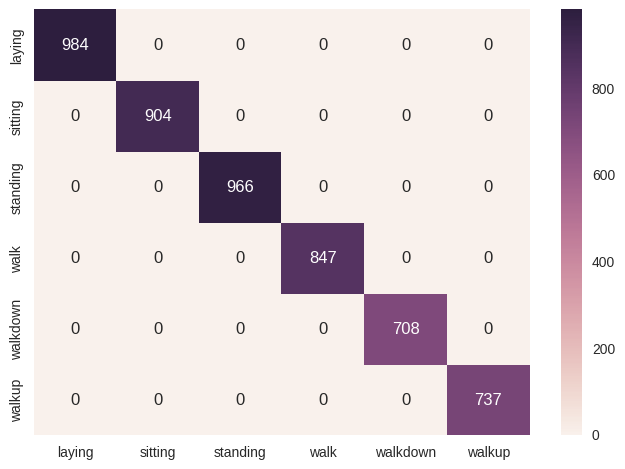 laying 984 0 0 0 0 0
sitting 0 904 0 0 0 0
standing 0 0 966 0 0 0
walk 0 0 0 847 0 0
walkdown 0 0 0 0 708 0
walkup 0 0 0 0 0 737
laying sitting standing walk walkdown walkup
800
600
400
200
0